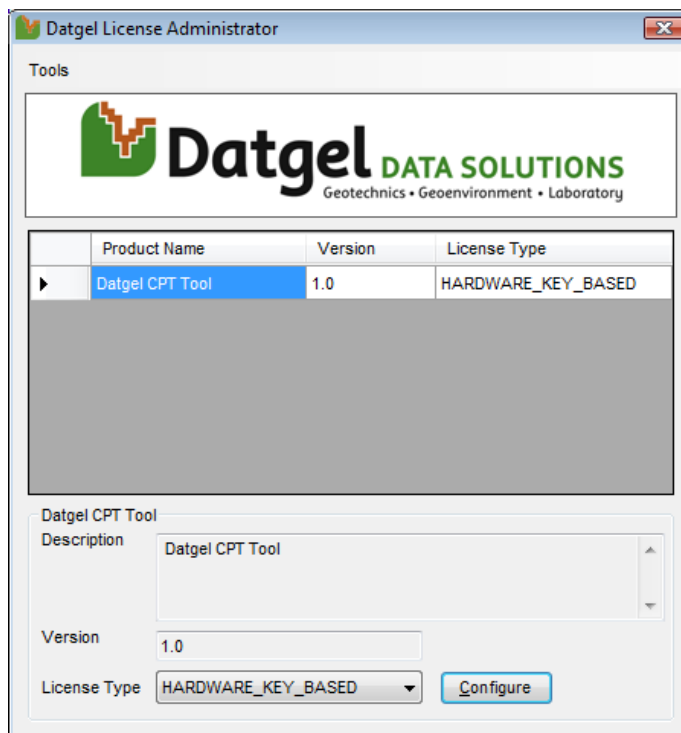 Datgel License Administrator
Tools
Datgel DATA SOLUTIONS
Geotechnics • Geoenvironment • Laboratory
Product Name Version License Type
Datgel CPT Tool 1.0 HARDWARE_KEY_BASED
Datgel CPT Tool
Description Datgel CPT Tool
Version 1.0
License Type HARDWARE_KEY_BASED Configure